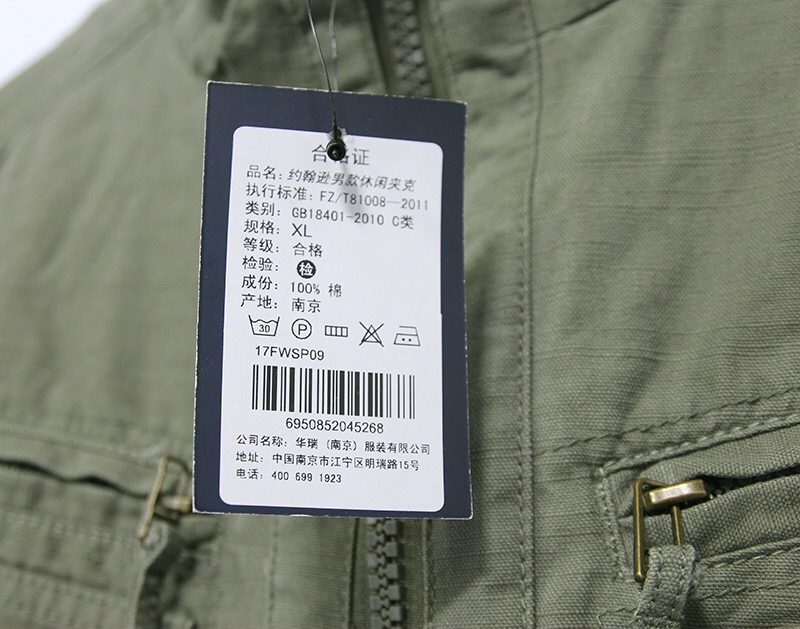 合格证
品名：约翰逊男款休闲夹克
执行标准：FZ/T81008—2011
类别：GB18401-2010 C类
规格：XL
等级：合格
检验：检
成份：100% 棉
产地：南京
30 P
17FWSP09
6950852045268
公司名称：华瑞（南京）服装有限公司
地址：中国南京市江宁区明瑞路15号
电话：400 699 1923